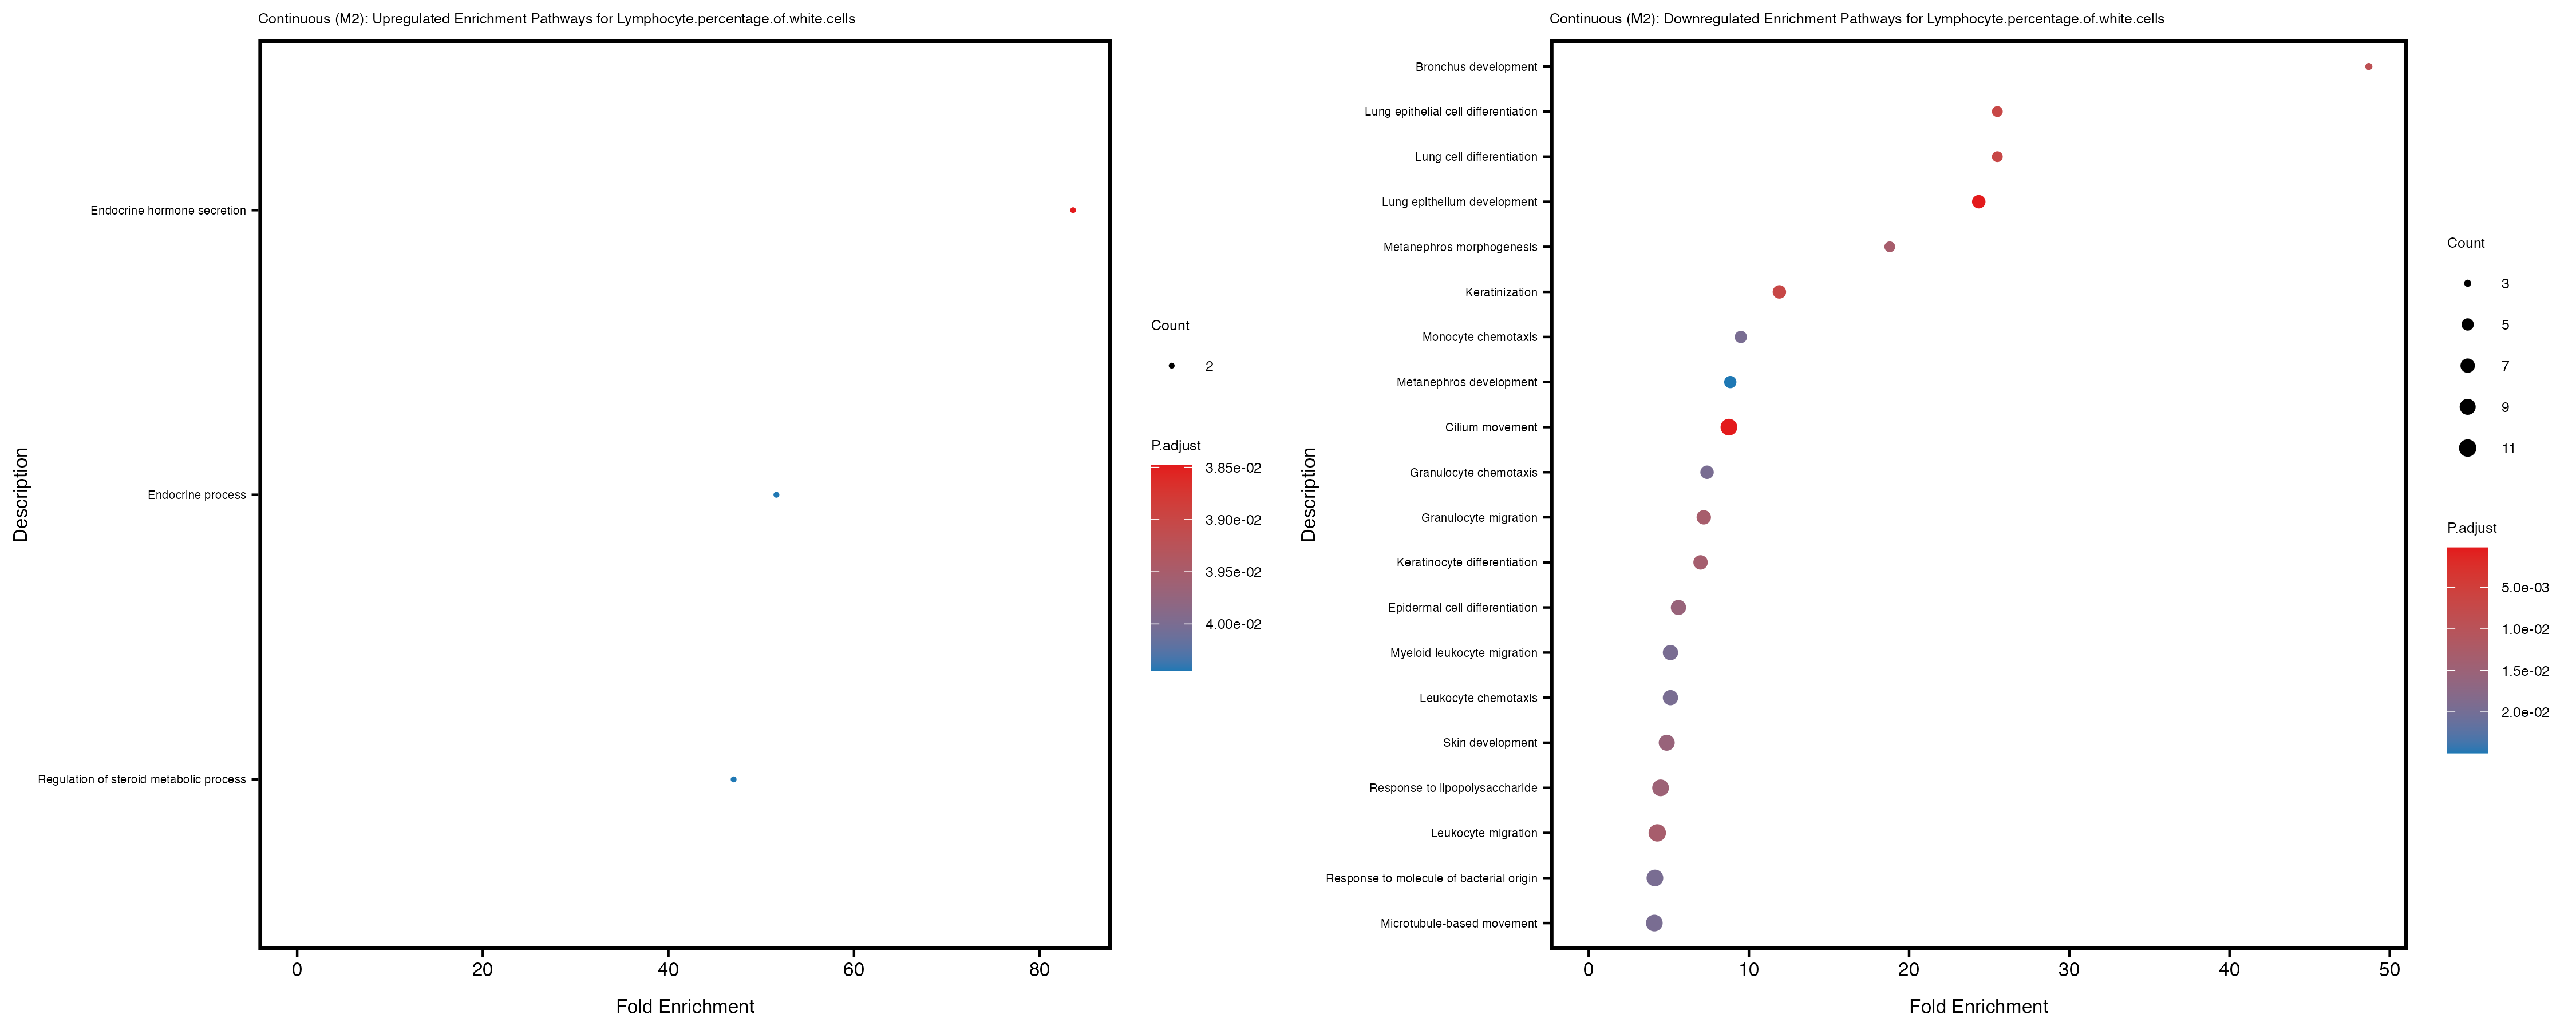 Continuous (M2): Upregulated Enrichment Pathways for Lymphocyte.percentage.of.white.cells
Description
Endocrine hormone secretion
Endocrine process
Regulation of steroid metabolic process
0 20 40 60 80
Fold Enrichment
Count
2
P.adjust
3.85e-02
3.90e-02
3.95e-02
4.00e-02
Continuous (M2): Downregulated Enrichment Pathways for Lymphocyte.percentage.of.white.cells
Description
Bronchus development
Lung epithelial cell differentiation
Lung cell differentiation
Lung epithelium development
Metanephros morphogenesis
Keratinization
Monocyte chemotaxis
Metanephros development
Cilium movement
Granulocyte chemotaxis
Granulocyte migration
Keratinocyte differentiation
Epidermal cell differentiation
Myeloid leukocyte migration
Leukocyte chemotaxis
Skin development
Response to lipopolysaccharide
Leukocyte migration
Response to molecule of bacterial origin
Microtubule-based movement
0 10 20 30 40 50
Fold Enrichment
Count
3
5
7
9
11
P.adjust
5.0e-03
1.0e-02
1.5e-02
2.0e-02